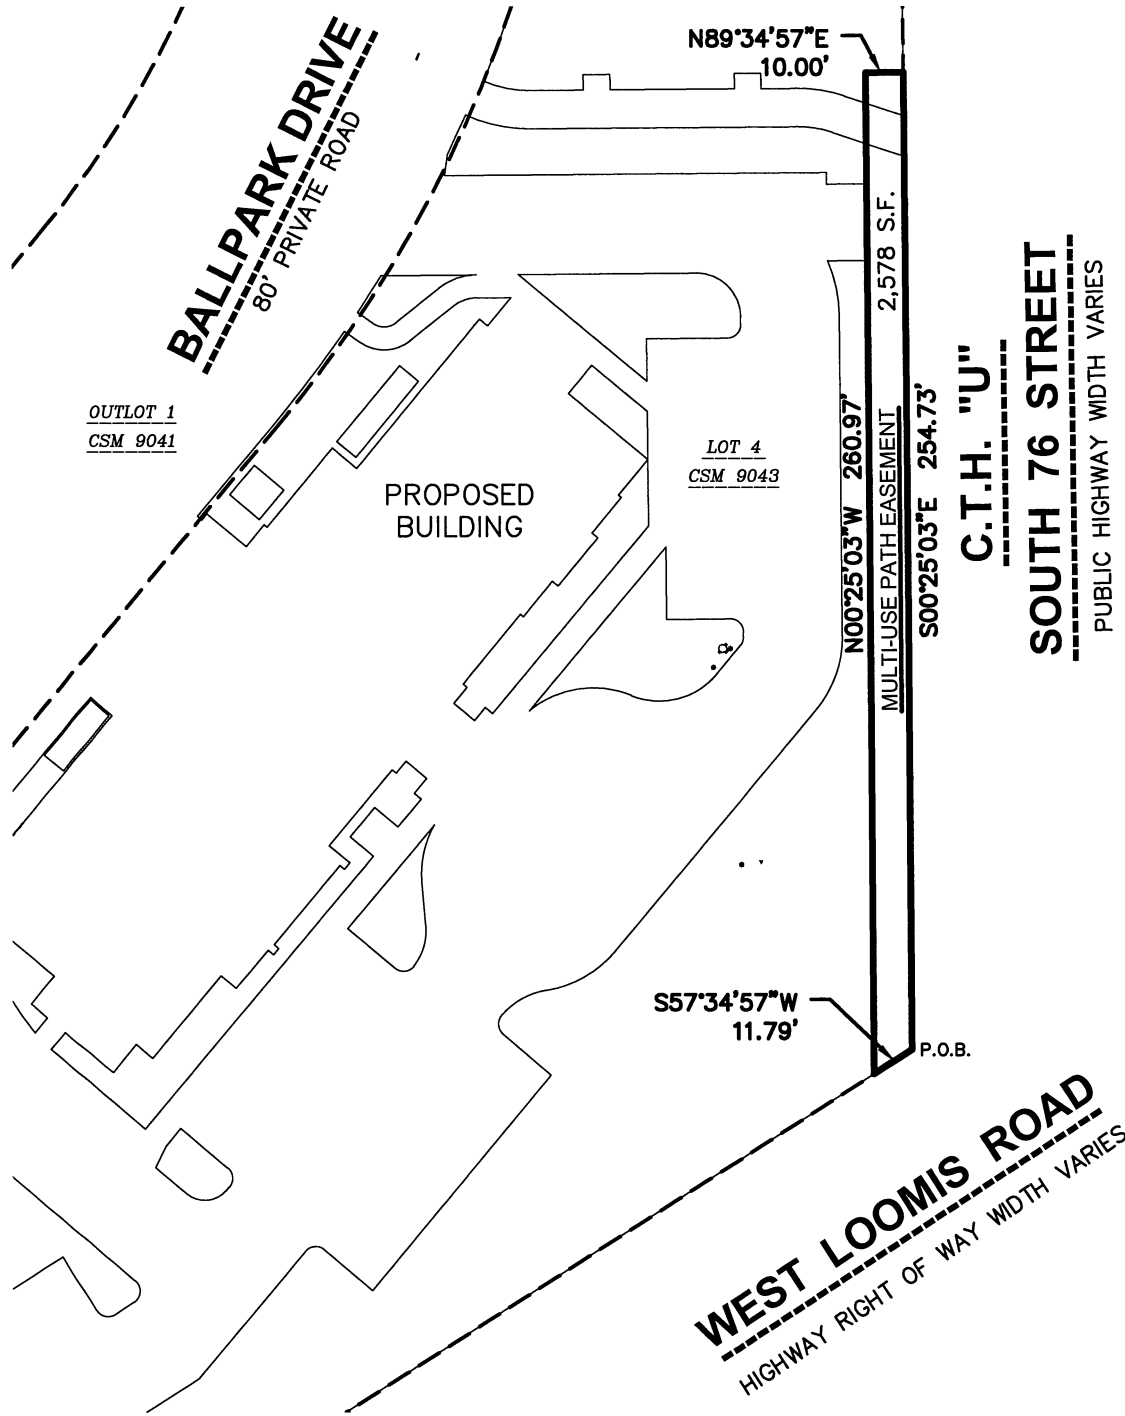 N89°34'57"E
10.00'
BALLPARK DRIVE
80' PRIVATE ROAD
2,578 S.F.
OUTLOT 1
CSM 9041
PROPOSED
BUILDING
LOT 4
CSM 9043
N00°25'03"W 260.97'
MULTI-USE PATH EASEMENT
S00°25'03"E 254.73'
C.T.H. "U"
SOUTH 76 STREET
PUBLIC HIGHWAY WIDTH VARIES
S57°34'57"W
11.79'
P.O.B.
WEST LOOMIS ROAD
HIGHWAY RIGHT OF WAY WIDTH VARIES